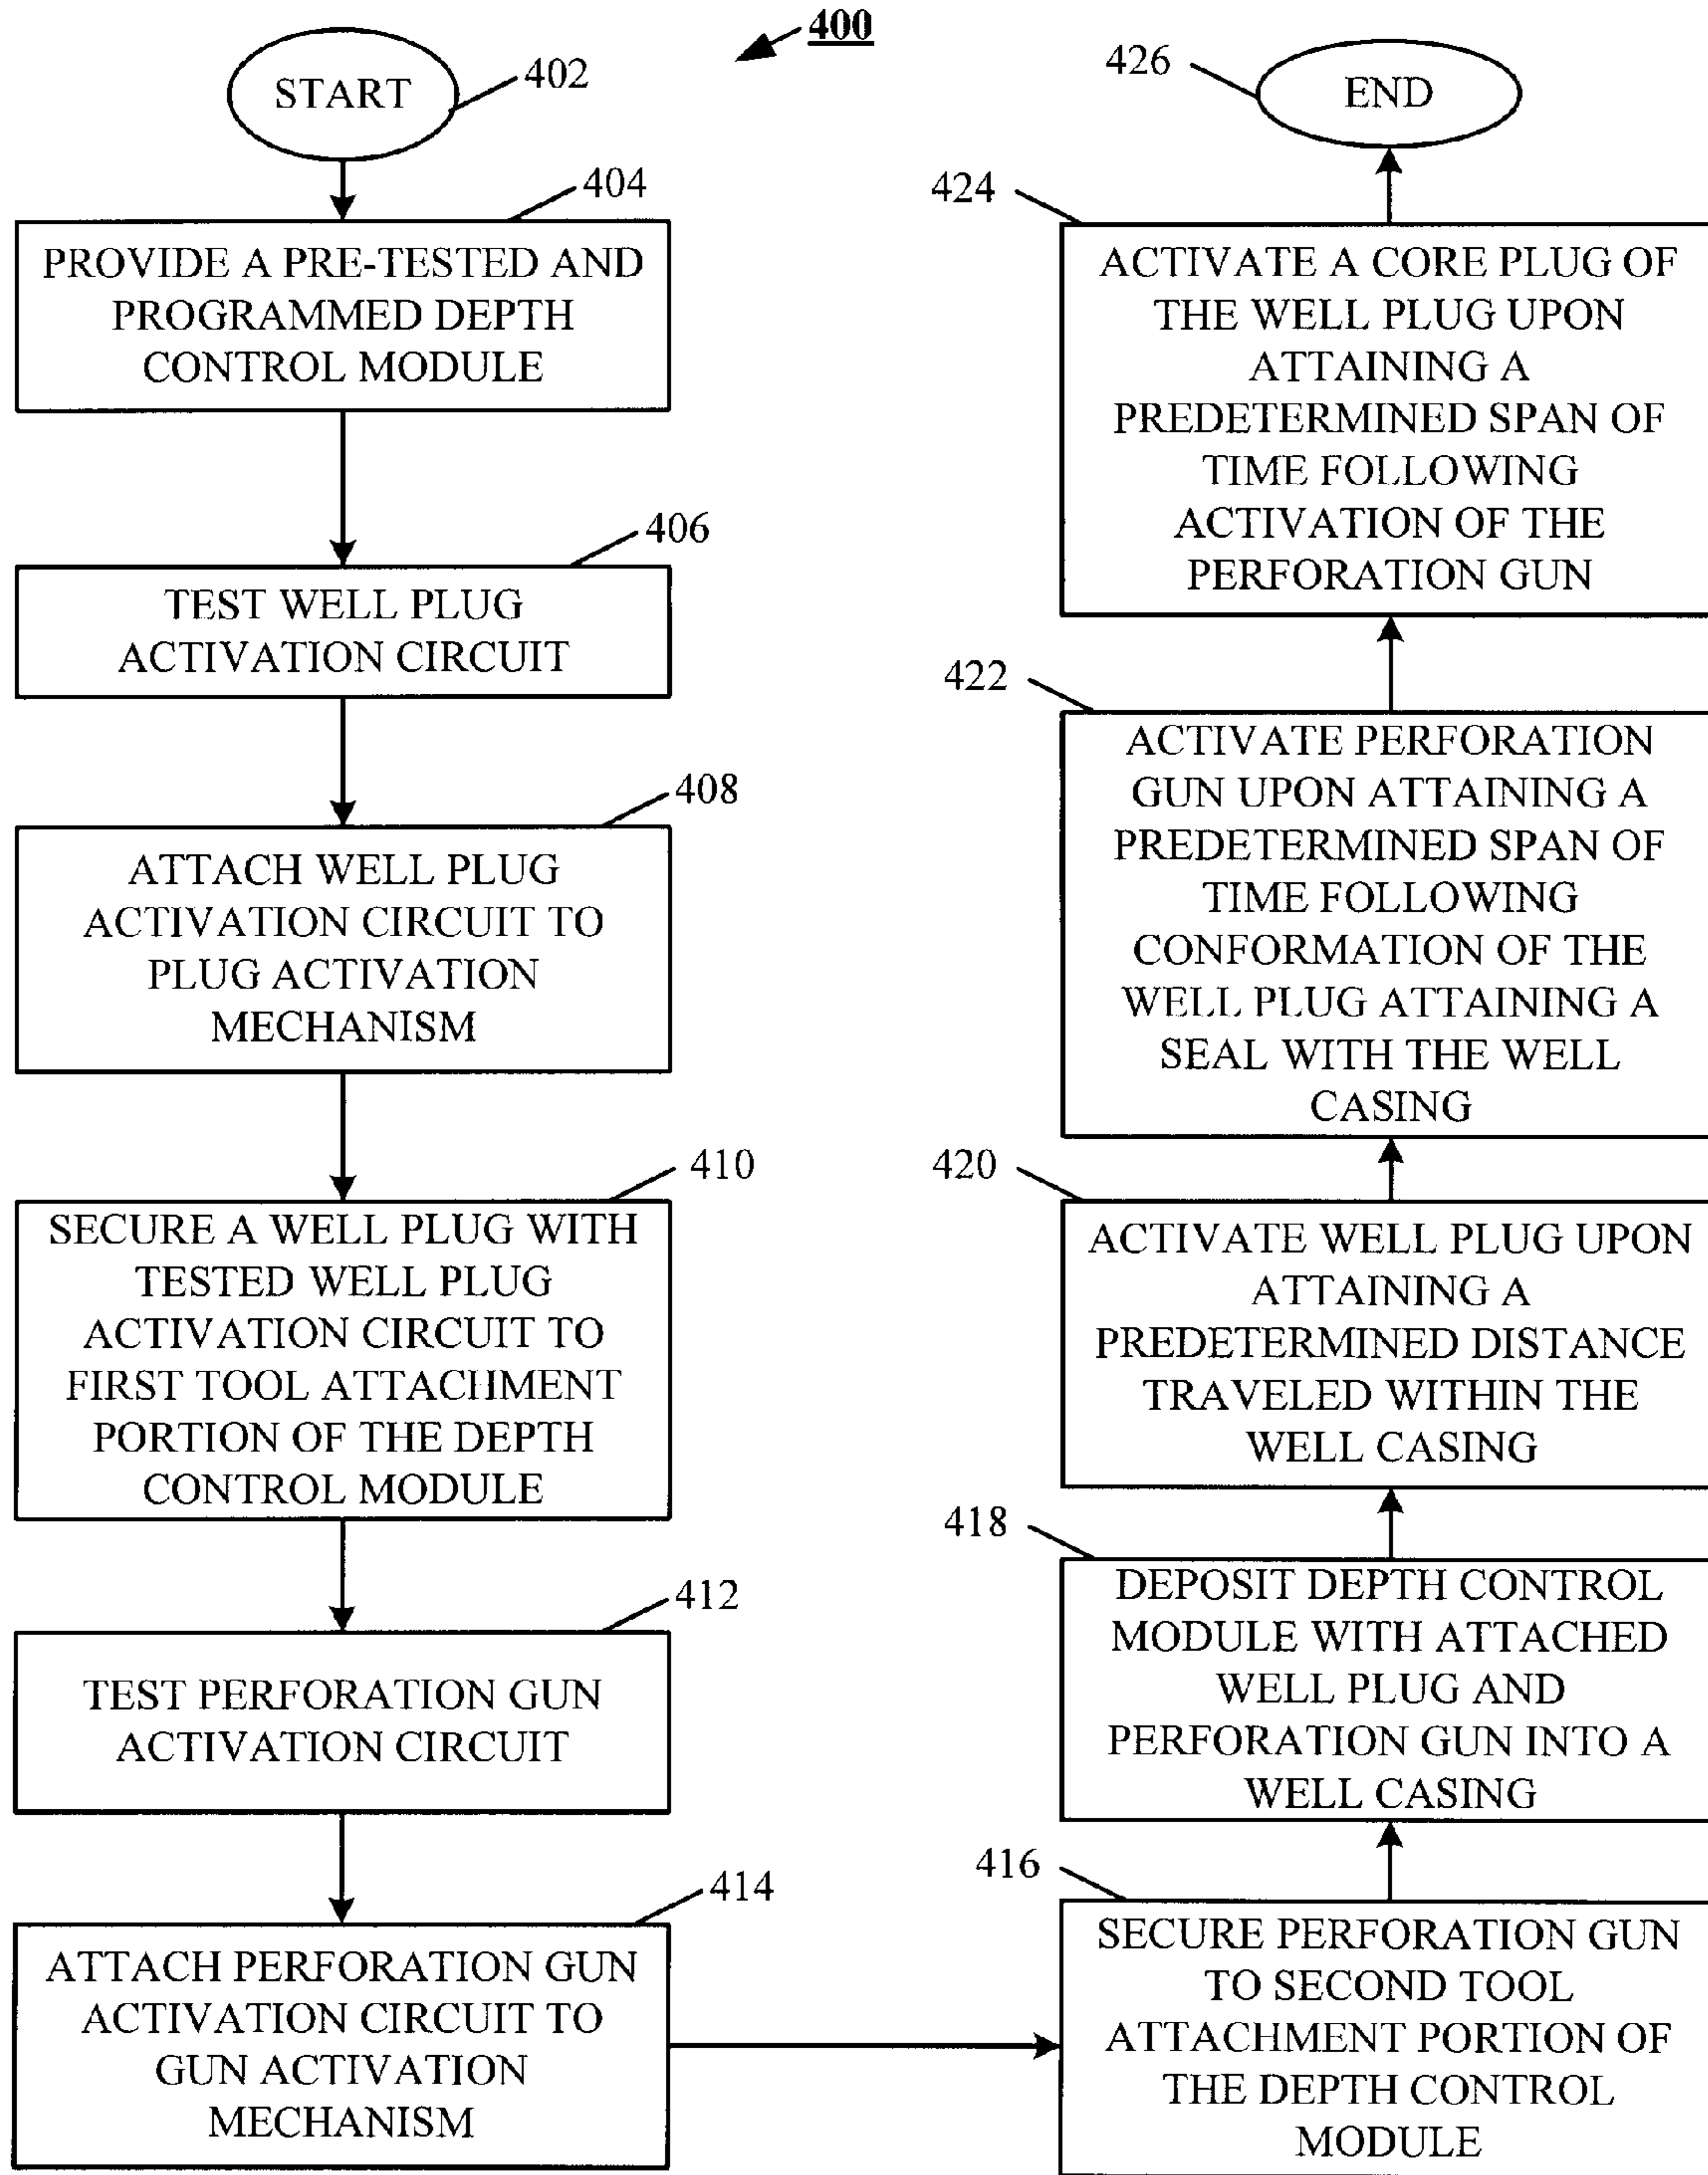 400
START
402
404
PROVIDE A PRE-TESTED AND
PROGRAMMED DEPTH
CONTROL MODULE
406
TEST WELL PLUG
ACTIVATION CIRCUIT
408
ATTACH WELL PLUG
ACTIVATION CIRCUIT TO
PLUG ACTIVATION
MECHANISM
410
SECURE A WELL PLUG WITH
TESTED WELL PLUG
ACTIVATION CIRCUIT TO
FIRST TOOL ATTACHMENT
PORTION OF THE DEPTH
CONTROL MODULE
412
TEST PERFORATION GUN
ACTIVATION CIRCUIT
414
ATTACH PERFORATION GUN
ACTIVATION CIRCUIT TO
GUN ACTIVATION
MECHANISM
416
SECURE PERFORATION GUN
TO SECOND TOOL
ATTACHMENT PORTION OF
THE DEPTH CONTROL
MODULE
418
DEPOSIT DEPTH CONTROL
MODULE WITH ATTACHED
WELL PLUG AND
PERFORATION GUN INTO A
WELL CASING
420
ACTIVATE WELL PLUG UPON
ATTAINING A
PREDETERMINED DISTANCE
TRAVELED WITHIN THE
WELL CASING
422
ACTIVATE PERFORATION
GUN UPON ATTAINING A
PREDETERMINED SPAN OF
TIME FOLLOWING
CONFORMATION OF THE
WELL PLUG ATTAINING A
SEAL WITH THE WELL
CASING
424
ACTIVATE A CORE PLUG OF
THE WELL PLUG UPON
ATTAINING A
PREDETERMINED SPAN OF
TIME FOLLOWING
ACTIVATION OF THE
PERFORATION GUN
426
END